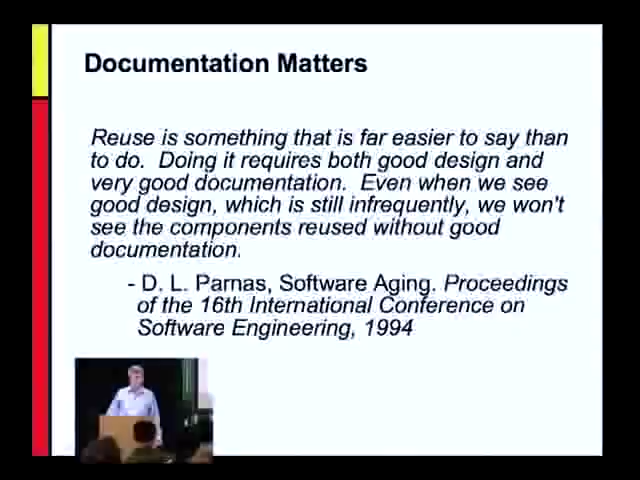 Documentation Matters
Reuse is something that is far easier to say than
to do.  Doing it requires both good design and
very good documentation.  Even when we see
good design, which is still infrequently, we won't
see the components reused without good
documentation.
- D. L. Parnas, Software Aging. Proceedings
of the 16th International Conference on
Software Engineering, 1994